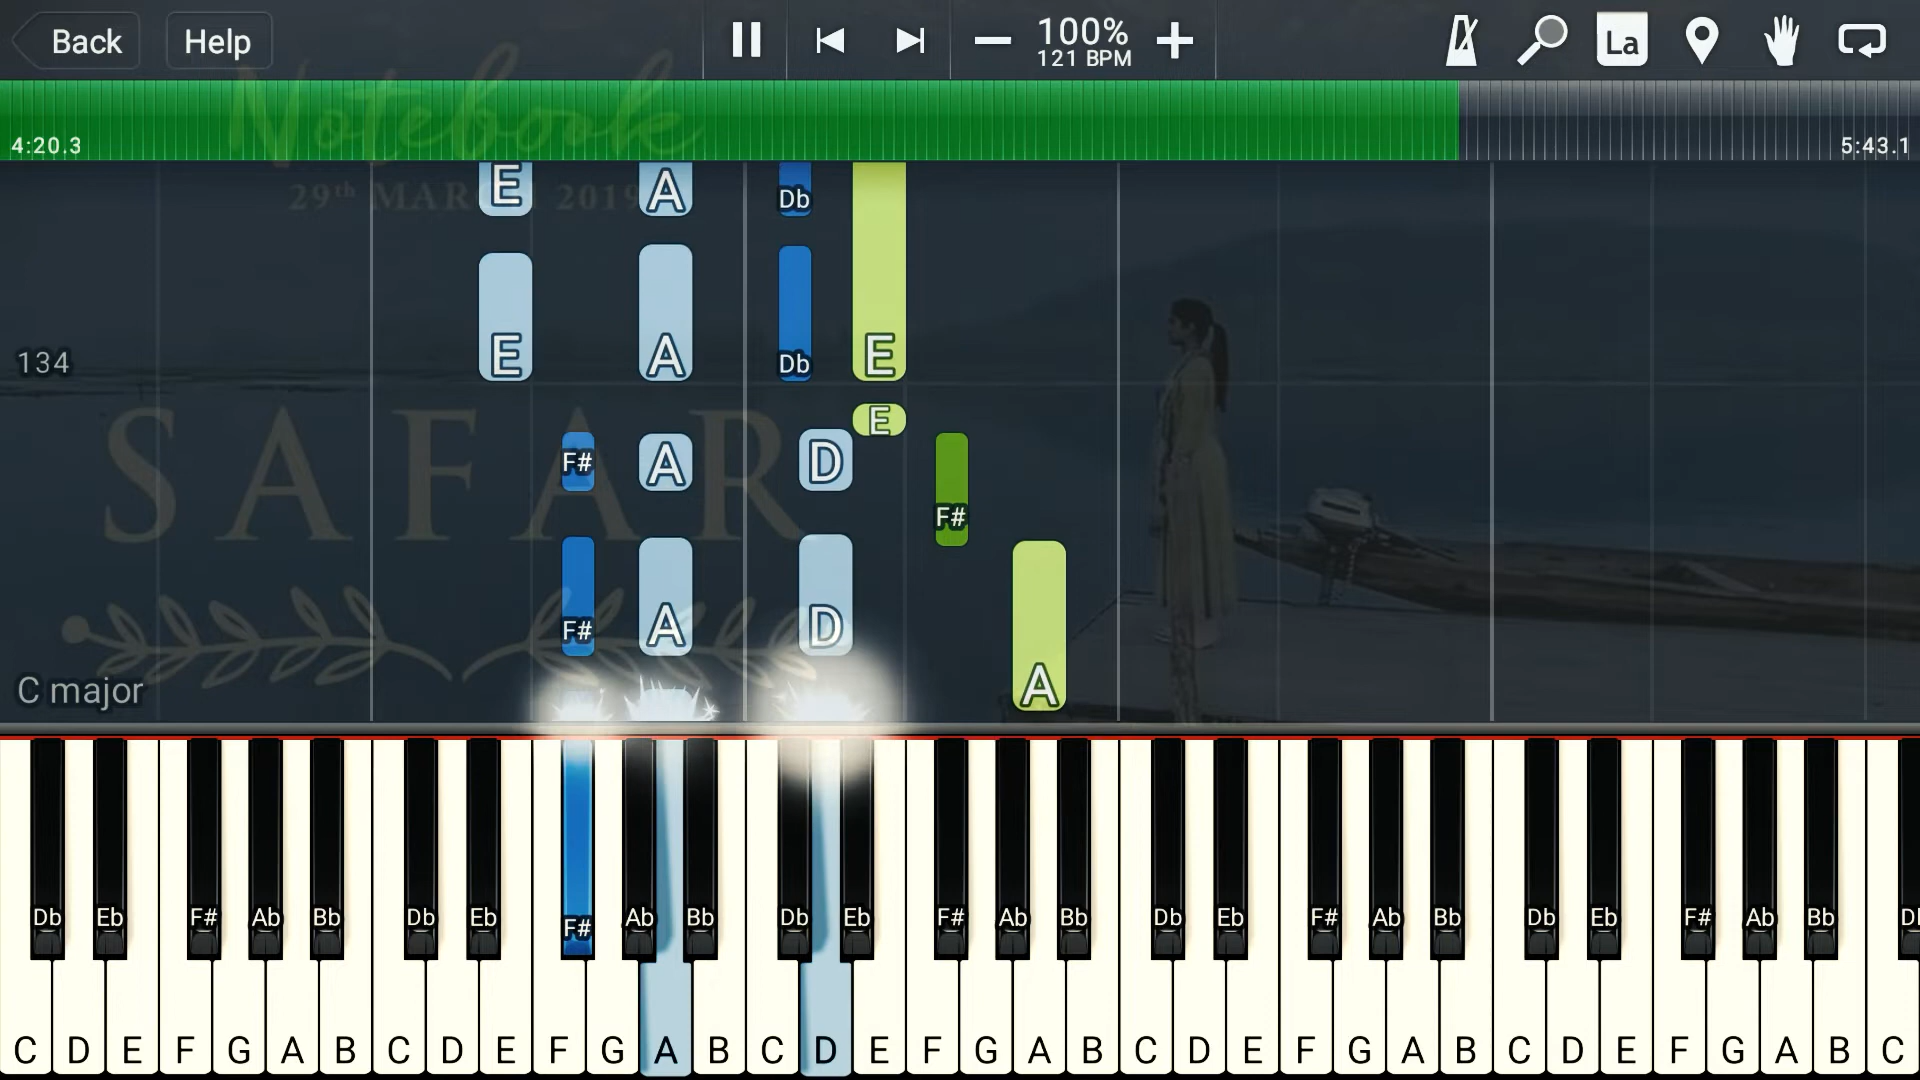 Back Help 100% La
121 BPM
Notebook
4:20.3 5:43.1
E A Db
29th MARCH 2019
E A Db E
134
E
F# A D
SAFAR
F#
F# A D
A
C major
Db Eb F# Ab Bb Db Eb F# Ab Bb Db Eb F# Ab Bb Db Eb F# Ab Bb Db Eb F# Ab Bb
C D E F G A B C D E F G A B C D E F G A B C D E F G A B C D E F G A B C